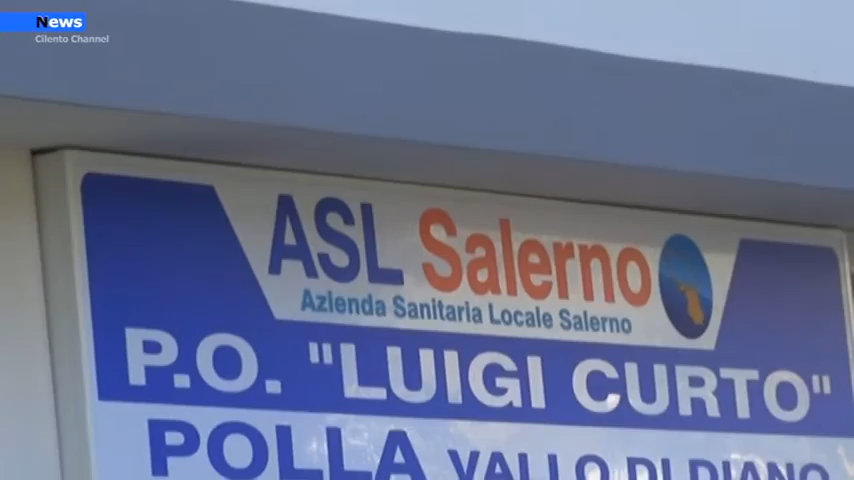 News
Cilento Channel
ASL Salerno
Azienda Sanitaria Locale Salerno
P.O. "LUIGI CURTO"
POLLA VALLO DI DIANO